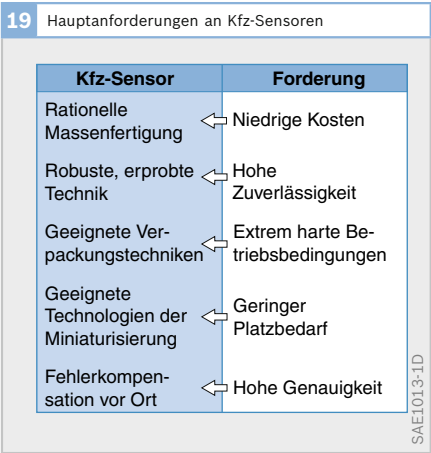 19 Hauptanforderungen an Kfz-Sensoren
Kfz-Sensor Forderung
Rationelle
Massenfertigung
Niedrige Kosten
Robuste, erprobte
Technik
Hohe
Zuverlässigkeit
Geeignete Ver-
packungstechniken
Extrem harte Be-
triebsbedingungen
Geeignete
Technologien der
Miniaturisierung
Geringer
Platzbedarf
Fehlerkompen-
sation vor Ort
Hohe Genauigkeit
SAE1013-1D